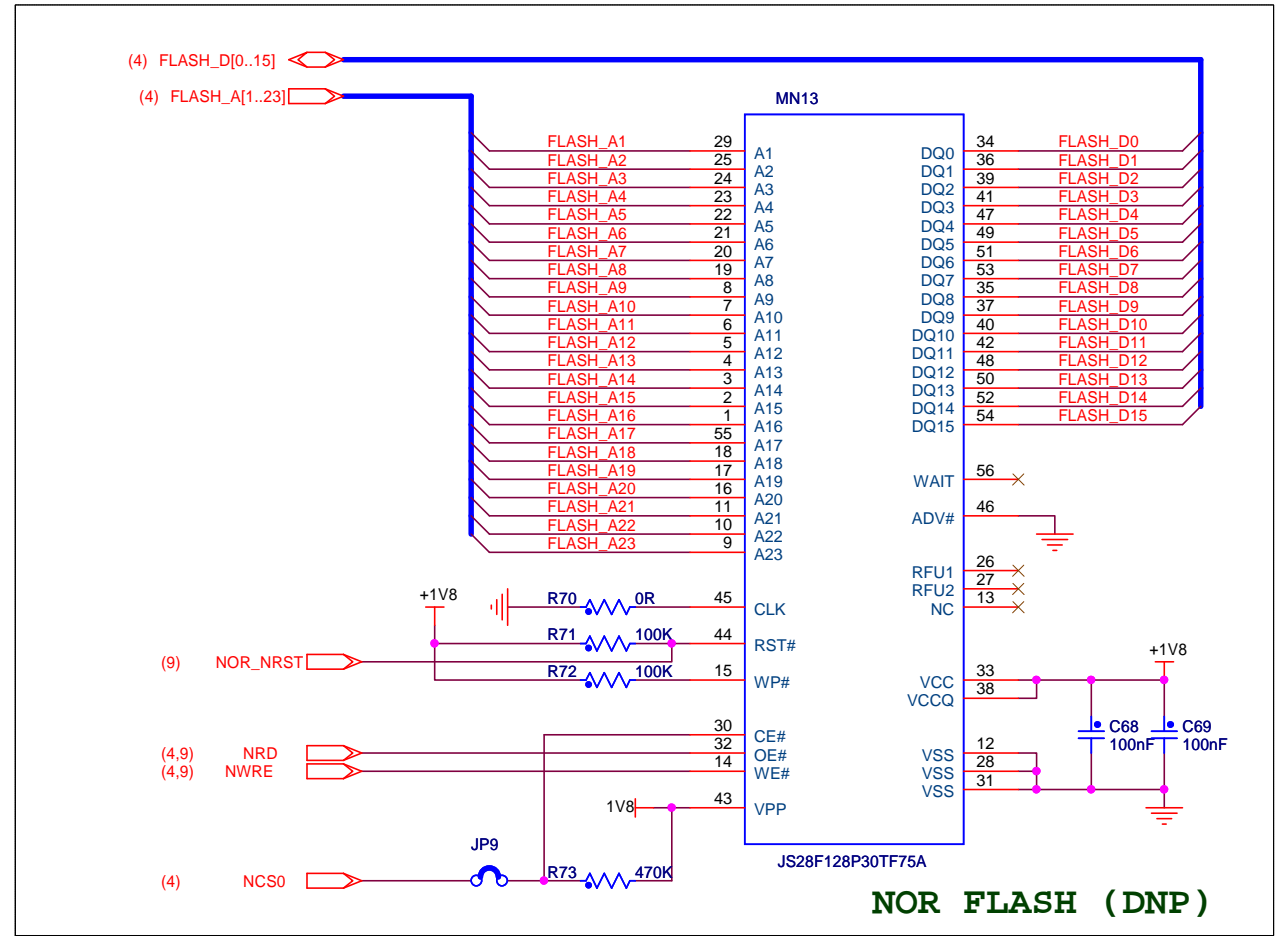 (4) FLASH_D[0..15]
(4) FLASH_A[1..23]
MN13
FLASH_A1 29 A1 DQ0 34 FLASH_D0
FLASH_A2 25 A2 DQ1 36 FLASH_D1
FLASH_A3 24 A3 DQ2 39 FLASH_D2
FLASH_A4 23 A4 DQ3 41 FLASH_D3
FLASH_A5 22 A5 DQ4 47 FLASH_D4
FLASH_A6 21 A6 DQ5 49 FLASH_D5
FLASH_A7 20 A7 DQ6 51 FLASH_D6
FLASH_A8 19 A8 DQ7 53 FLASH_D7
FLASH_A9 8 A9 DQ8 35 FLASH_D8
FLASH_A10 7 A10 DQ9 37 FLASH_D9
FLASH_A11 6 A11 DQ10 40 FLASH_D10
FLASH_A12 5 A12 DQ11 42 FLASH_D11
FLASH_A13 4 A13 DQ12 48 FLASH_D12
FLASH_A14 3 A14 DQ13 50 FLASH_D13
FLASH_A15 2 A15 DQ14 52 FLASH_D14
FLASH_A16 1 A16 DQ15 54 FLASH_D15
FLASH_A17 55 A17
FLASH_A18 18 A18
FLASH_A19 17 A19 WAIT 56
FLASH_A20 16 A20
FLASH_A21 11 A21 ADV# 46
FLASH_A22 10 A22
FLASH_A23 9 A23
RFU1 26
RFU2 27
NC 13
+1V8 R70 0R 45 CLK
R71 100K 44 RST#
(9) NOR_NRST
R72 100K 15 WP#
+1V8
VCC 33
VCCQ 38
30 CE#
(4,9) NRD 32 OE#
(4,9) NWRE 14 WE#
C68 100nF
C69 100nF
VSS 12
VSS 28
VSS 31
1V8 43 VPP
JP9
(4) NCS0 R73 470K
JS28F128P30TF75A
NOR FLASH (DNP)